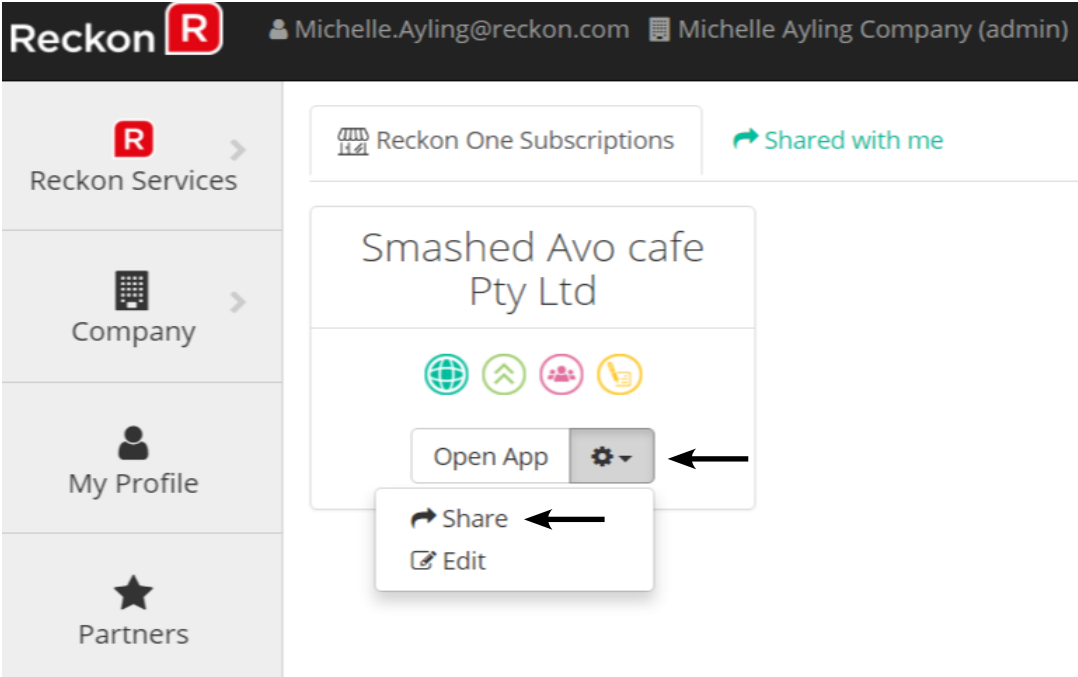 Reckon R
Michelle.Ayling@reckon.com Michelle Ayling Company (admin)
R
Reckon Services
Company
My Profile
Partners
Reckon One Subscriptions
Shared with me
Smashed Avo cafe
Pty Ltd
Open App
Share
Edit